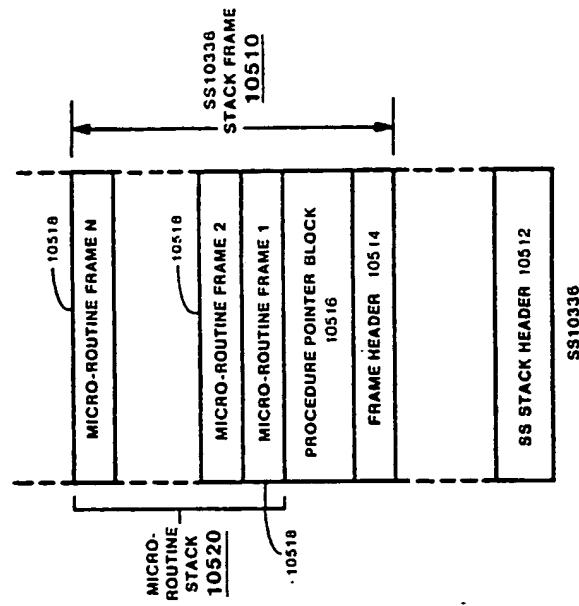 SS10336
STACK FRAME
10510
10518
MICRO-ROUTINE FRAME N
10518
MICRO-ROUTINE FRAME 2
MICRO-ROUTINE FRAME 1
PROCEDURE POINTER BLOCK
10516
FRAME HEADER 10514
SS STACK HEADER 10512
MICRO-
ROUTINE
STACK
10520
10518
SS10336